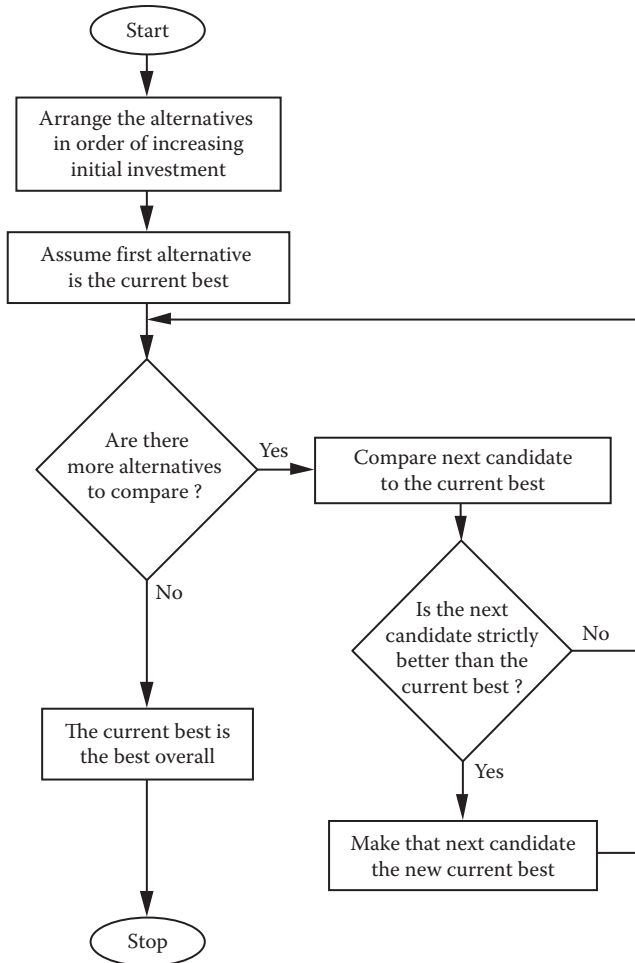 Start
Arrange the alternatives
in order of increasing
initial investment
Assume first alternative
is the current best
Are there
more alternatives
to compare ?
Yes
Compare next candidate
to the current best
No
Is the next
candidate strictly
better than the
current best ?
No
Yes
The current best is
the best overall
Make that next candidate
the new current best
Stop